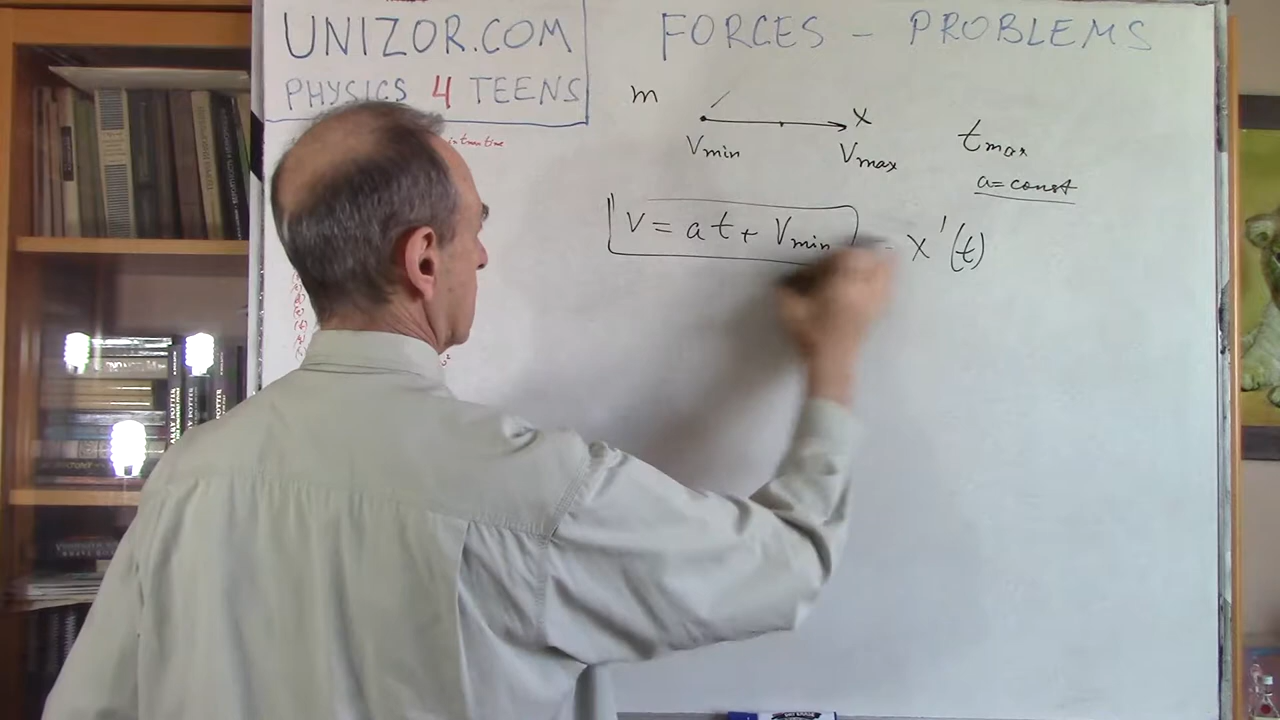 UNIZOR.COM
PHYSICS 4 TEENS
FORCES - PROBLEMS
m
x
Vmin
Vmax
tmax
a=const
V = at + Vmin
x'(t)